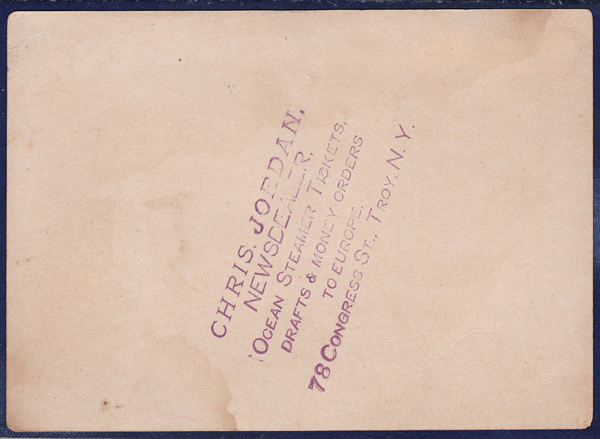 CHRIS. JORDAN,
NEWSDEALER,
OCEAN STEAMER TICKETS,
DRAFTS & MONEY ORDERS
TO EUROPE.
78 CONGRESS ST., TROY, N.Y.